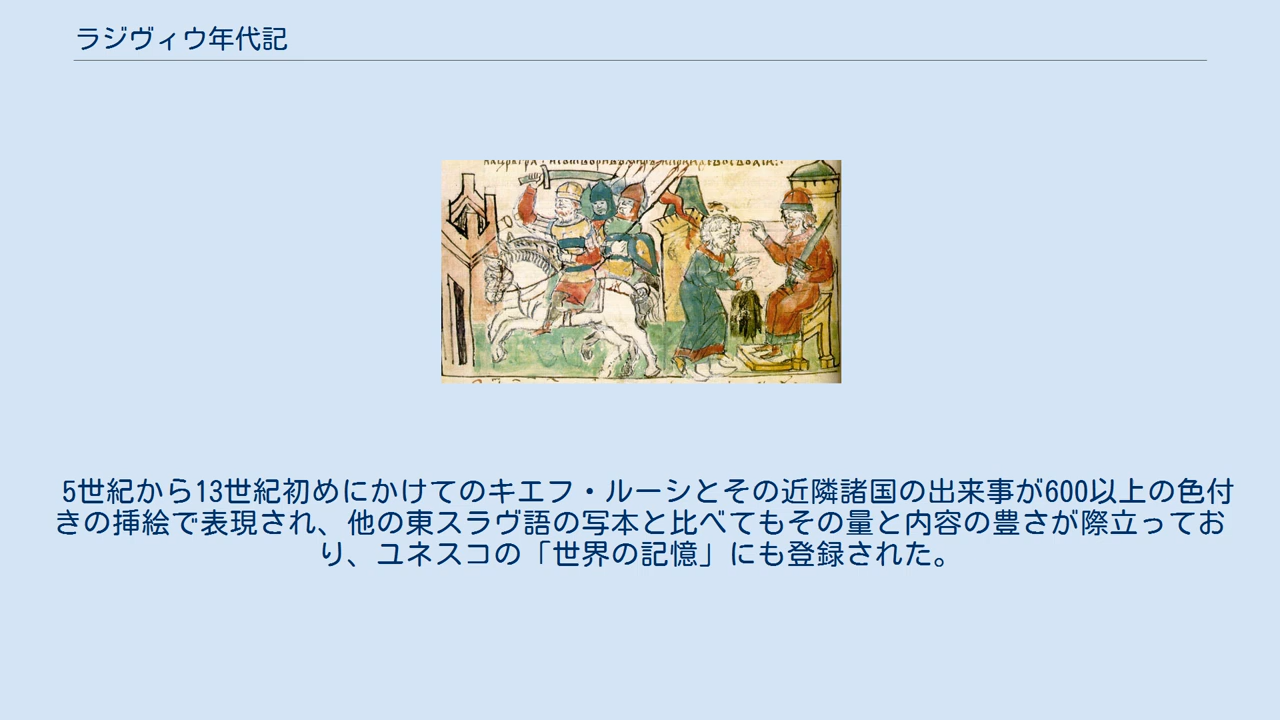 ラジヴィウ年代記
5世紀から13世紀初めにかけてのキエフ・ルーシとその近隣諸国の出来事が600以上の色付
きの挿絵で表現され、他の東スラヴ語の写本と比べてもその量と内容の豊さが際立ってお
り、ユネスコの「世界の記憶」にも登録された。